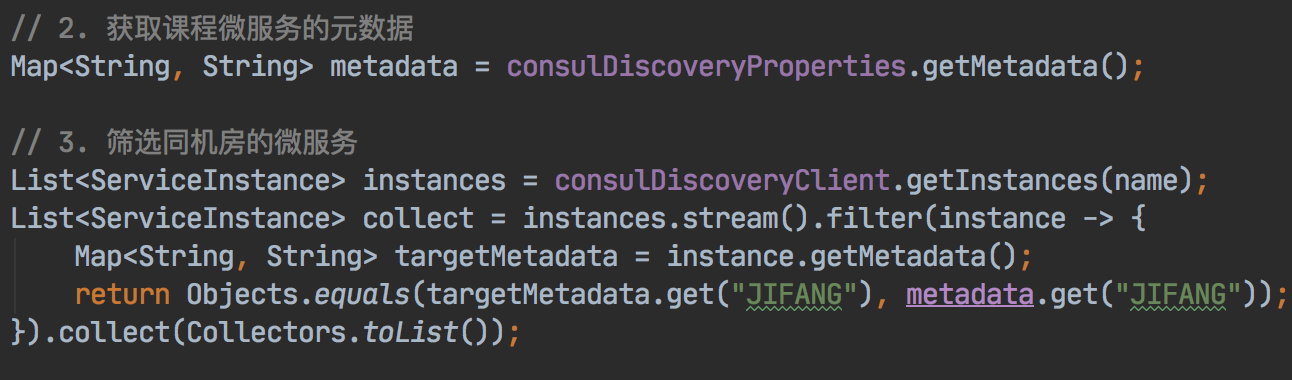 // 2. 获取课程微服务的元数据
Map<String, String> metadata = consulDiscoveryProperties.getMetadata();
// 3. 筛选同机房的微服务
List<ServiceInstance> instances = consulDiscoveryClient.getInstances(name);
List<ServiceInstance> collect = instances.stream().filter(instance -> {
    Map<String, String> targetMetadata = instance.getMetadata();
    return Objects.equals(targetMetadata.get("JIFANG"), metadata.get("JIFANG"));
}).collect(Collectors.toList());